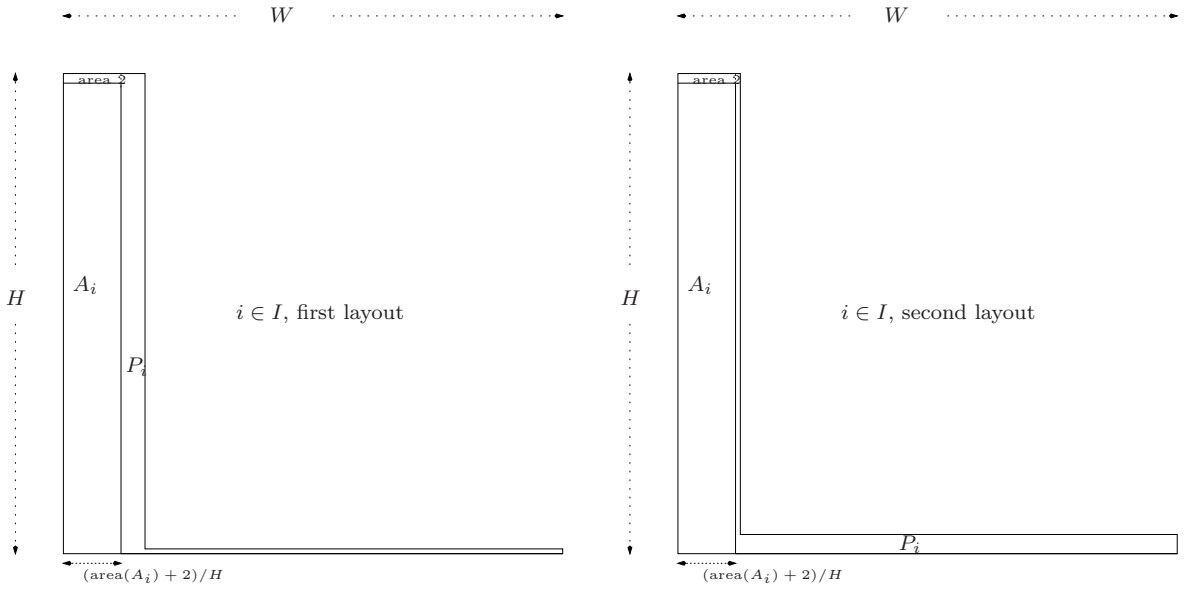 W
area 2
H
A_i
i ∈ I, first layout
P_i
(area(A_i) + 2)/H
W
area 2
H
A_i
i ∈ I, second layout
P_i
(area(A_i) + 2)/H